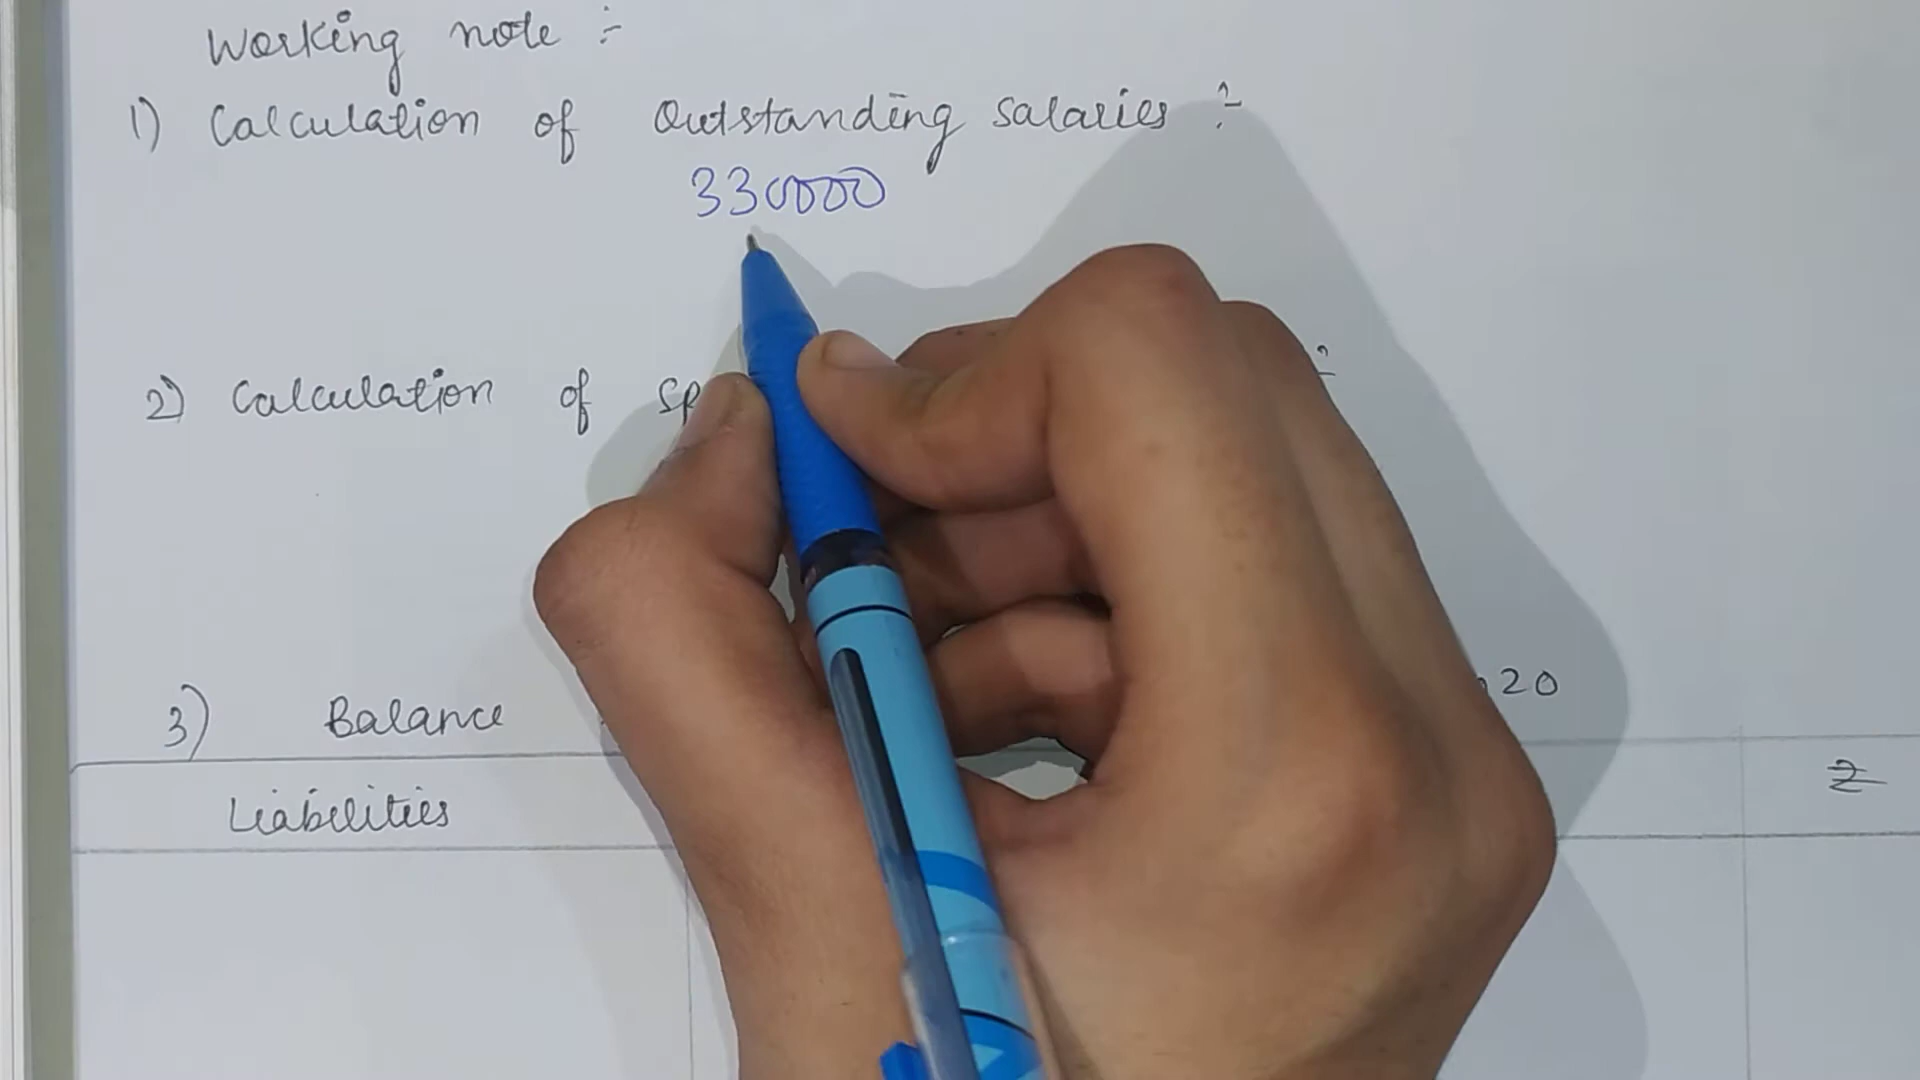 Working note :-
1) Calculation of Outstanding Salaries :-
330000
2) Calculation of
3) Balance 20
Liabilities ₹